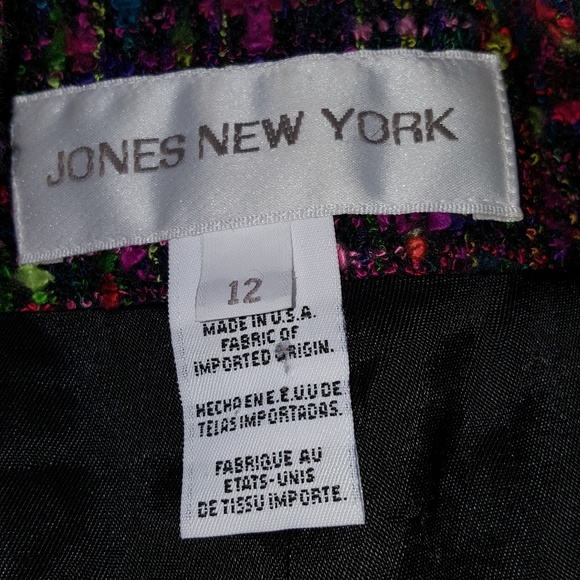 JONES NEW YORK
12
MADE IN U.S.A.
FABRIC OF
IMPORTED ORIGIN.
HECHA EN E.E.U.U DE
TELAS IMPORTADAS.
FABRIQUE AU
ETATS-UNIS
DE TISSU IMPORTE.